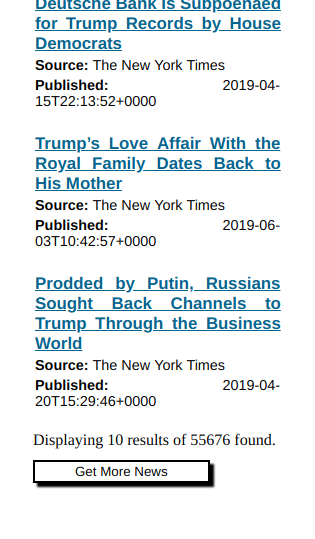 Deutsche Bank Is Subpoenaed
for Trump Records by House
Democrats
Source: The New York Times
Published: 2019-04-
15T22:13:52+0000
Trump’s Love Affair With the
Royal Family Dates Back to
His Mother
Source: The New York Times
Published: 2019-06-
03T10:42:57+0000
Prodded by Putin, Russians
Sought Back Channels to
Trump Through the Business
World
Source: The New York Times
Published: 2019-04-
20T15:29:46+0000
Displaying 10 results of 55676 found.
Get More News